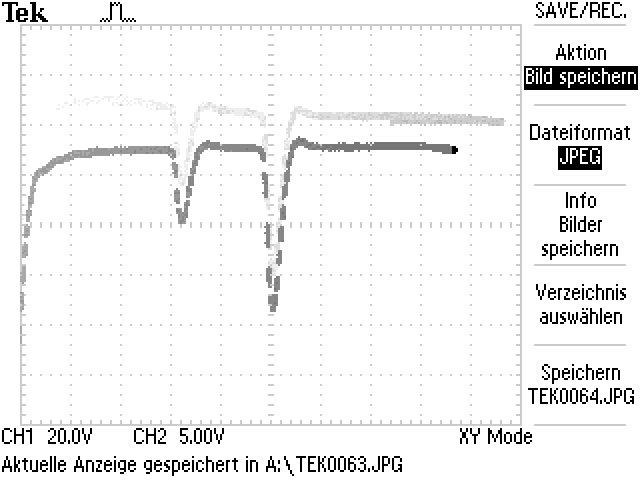 Tek
SAVE/REC.
Aktion
Bild speichern
Dateiformat
JPEG
Info
Bilder
speichern
Verzeichnis
auswählen
Speichern
TEK0064.JPG
CH1 20.0V CH2 5.00V XY Mode
Aktuelle Anzeige gespeichert in A:\TEK0063.JPG